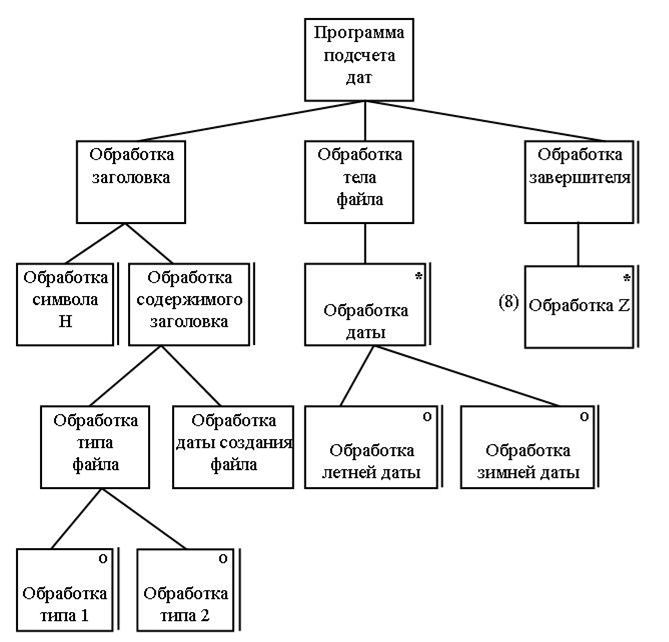 Программа
подсчета
дат
Обработка
заголовка
Обработка
тела
файла
Обработка
завершителя
Обработка
символа
Н
Обработка
содержимого
заголовка
*
Обработка
даты
(8)
*
Обработка Z
Обработка
типа
файла
Обработка
даты создания
файла
о
Обработка
летней даты
о
Обработка
зимней даты
о
Обработка
типа 1
о
Обработка
типа 2